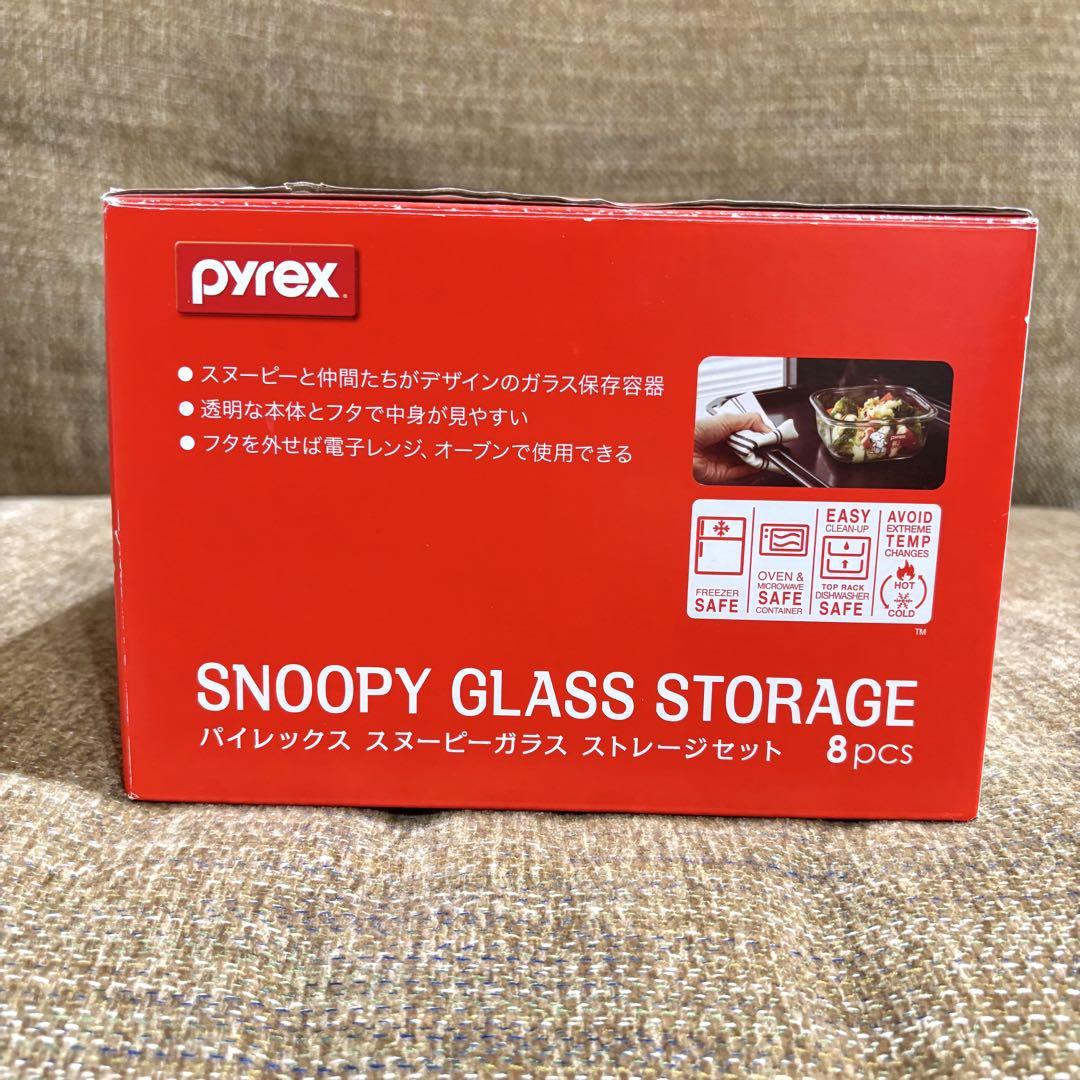 pyrex®
● スヌーピーと仲間たちがデザインのガラス保存容器
● 透明な本体とフタで中身が見やすい
● フタを外せば電子レンジ、オーブンで使用できる
pyrex
FREEZER
SAFE
OVEN &
MICROWAVE
SAFE
CONTAINER
EASY
CLEAN-UP
TOP RACK
DISHWASHER
SAFE
AVOID
EXTREME
TEMP
CHANGES
HOT
COLD
TM
SNOOPY GLASS STORAGE
パイレックス スヌーピーガラス ストレージセット 8pcs